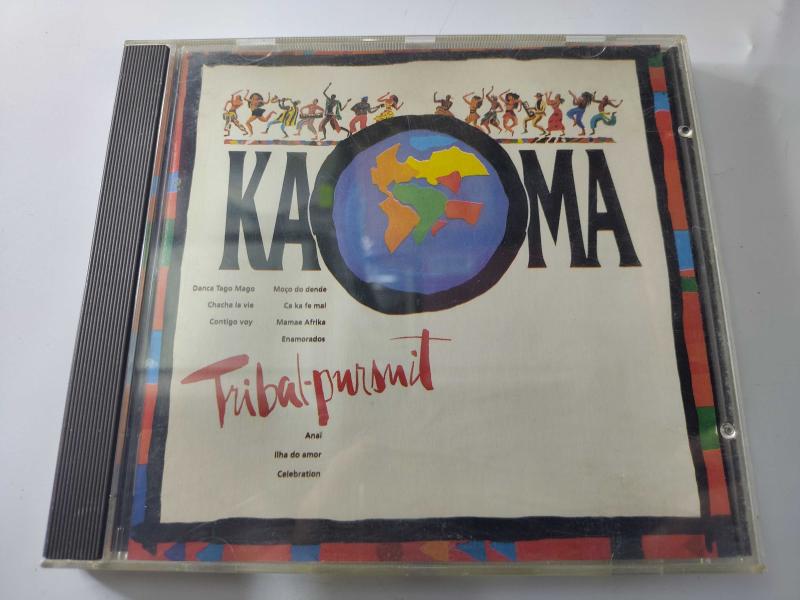 KAOMA
Danca Tago Mago
Chacha la vie
Contigo voy
Moço do dende
Ca ka fe mal
Mamae Afrika
Enamorados
Tribal-pursuit
Anaï
Ilha do amor
Celebration